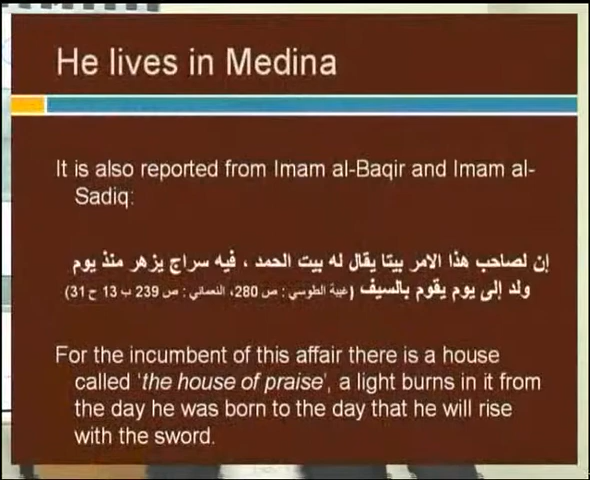 He lives in Medina
It is also reported from Imam al-Baqir and Imam al-
Sadiq:
إن لصاحب هذا الامر بيتا يقال له بيت الحمد ، فيه سراج يزهر منذ يوم
ولد إلى يوم يقوم بالسيف (غيبة الطوسي : ص 280، النعماني : ص 239 ب 13 ح 31)
For the incumbent of this affair there is a house
called ‘the house of praise’, a light burns in it from
the day he was born to the day that he will rise
with the sword.